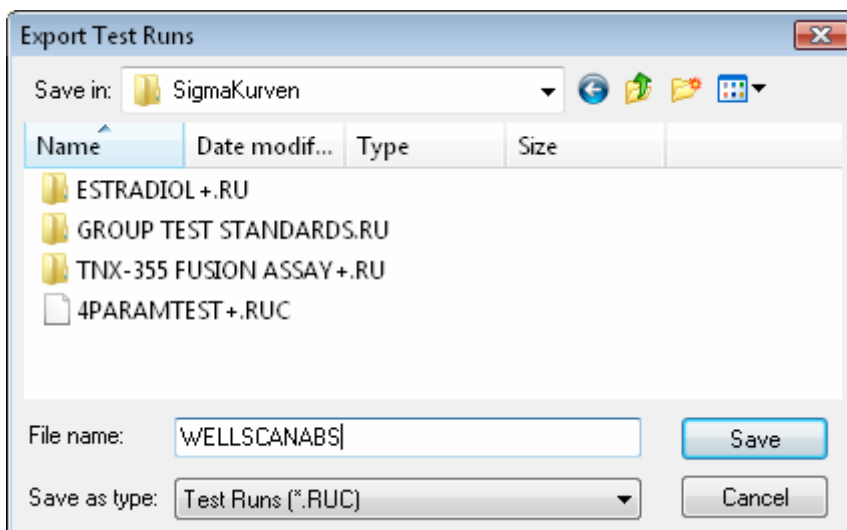 Export Test Runs
Save in: SigmaKurven
Name Date modif... Type Size
ESTRADIOL+.RU
GROUP TEST STANDARDS.RU
TNX-355 FUSION ASSAY+.RU
4PARAMTEST+.RUC
File name: WELLSCANABS Save
Save as type: Test Runs (*.RUC) Cancel